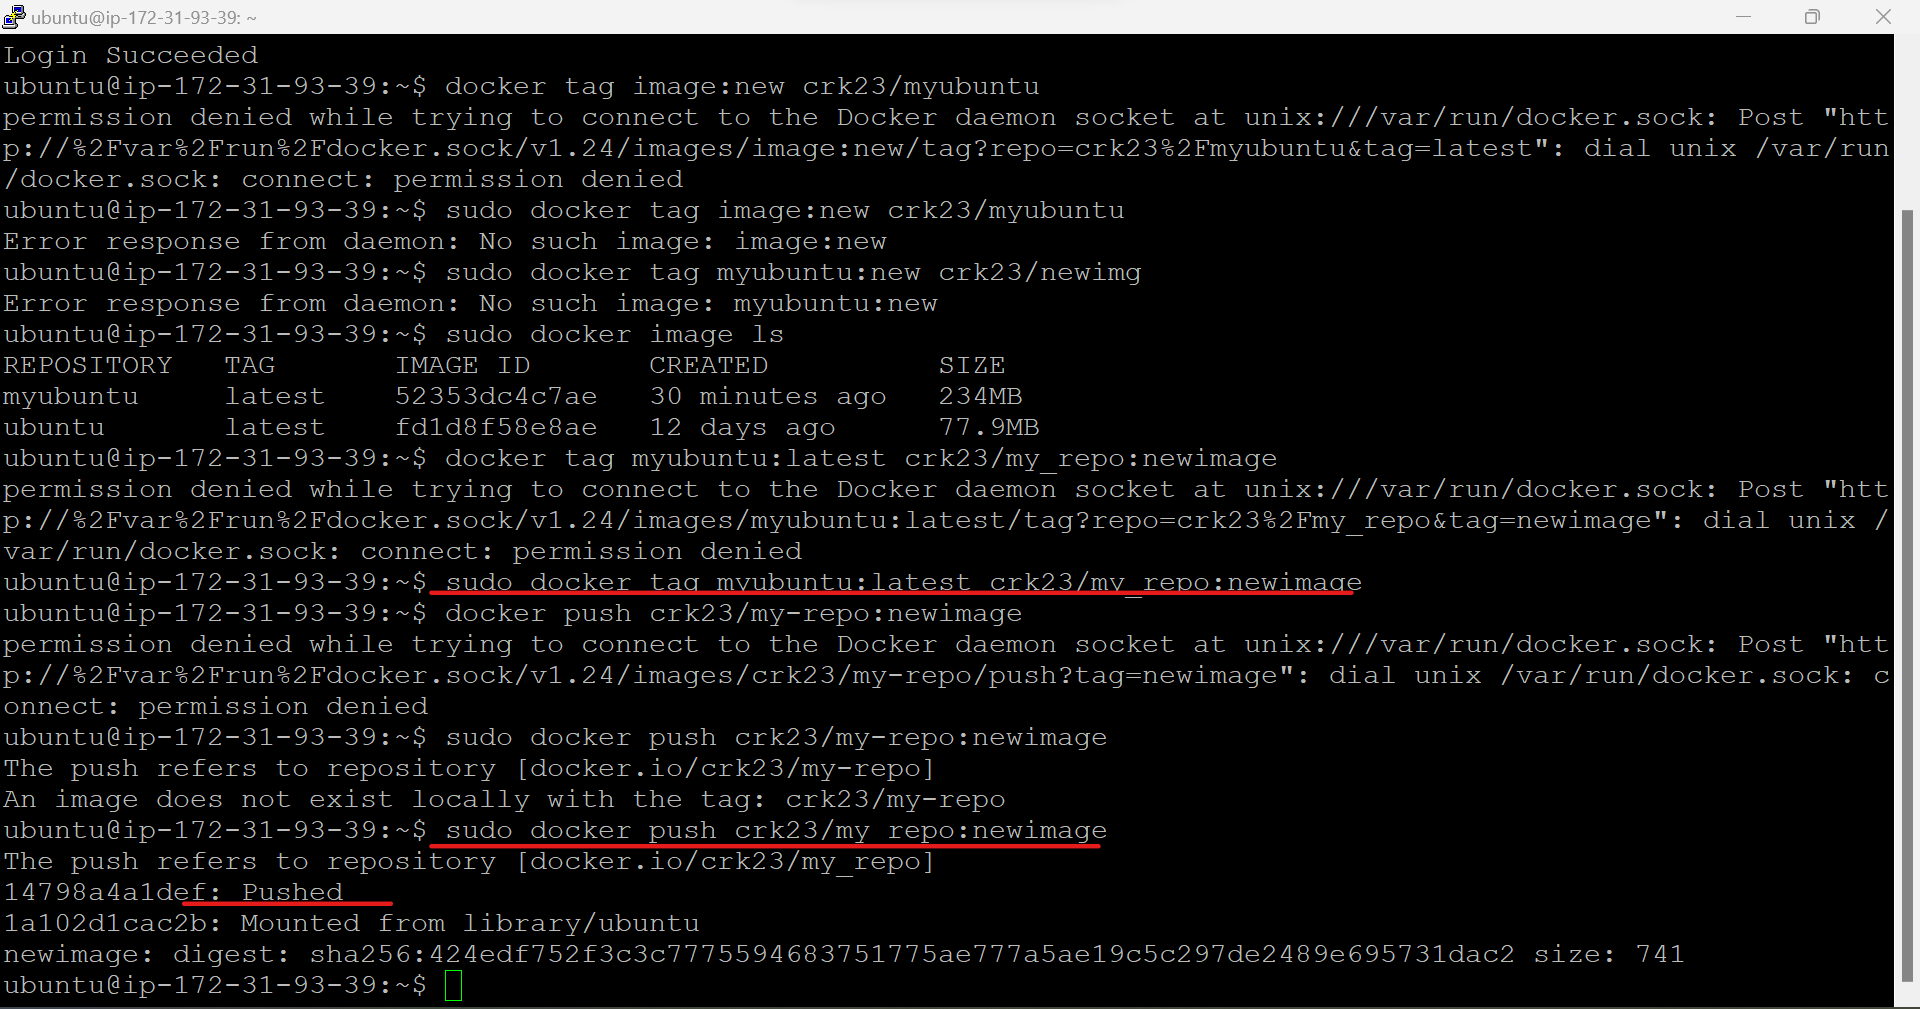 ubuntu@ip-172-31-93-39: ~
Login Succeeded
ubuntu@ip-172-31-93-39:~$ docker tag image:new crk23/myubuntu
permission denied while trying to connect to the Docker daemon socket at unix:///var/run/docker.sock: Post "htt
p://%2Fvar%2Frun%2Fdocker.sock/v1.24/images/image:new/tag?repo=crk23%2Fmyubuntu&tag=latest": dial unix /var/run
/docker.sock: connect: permission denied
ubuntu@ip-172-31-93-39:~$ sudo docker tag image:new crk23/myubuntu
Error response from daemon: No such image: image:new
ubuntu@ip-172-31-93-39:~$ sudo docker tag myubuntu:new crk23/newimg
Error response from daemon: No such image: myubuntu:new
ubuntu@ip-172-31-93-39:~$ sudo docker image ls
REPOSITORY   TAG       IMAGE ID       CREATED          SIZE
myubuntu     latest    52353dc4c7ae   30 minutes ago   234MB
ubuntu       latest    fd1d8f58e8ae   12 days ago      77.9MB
ubuntu@ip-172-31-93-39:~$ docker tag myubuntu:latest crk23/my_repo:newimage
permission denied while trying to connect to the Docker daemon socket at unix:///var/run/docker.sock: Post "htt
p://%2Fvar%2Frun%2Fdocker.sock/v1.24/images/myubuntu:latest/tag?repo=crk23%2Fmy_repo&tag=newimage": dial unix /
var/run/docker.sock: connect: permission denied
ubuntu@ip-172-31-93-39:~$ sudo docker tag myubuntu:latest crk23/my_repo:newimage
ubuntu@ip-172-31-93-39:~$ docker push crk23/my-repo:newimage
permission denied while trying to connect to the Docker daemon socket at unix:///var/run/docker.sock: Post "htt
p://%2Fvar%2Frun%2Fdocker.sock/v1.24/images/crk23/my-repo/push?tag=newimage": dial unix /var/run/docker.sock: c
onnect: permission denied
ubuntu@ip-172-31-93-39:~$ sudo docker push crk23/my-repo:newimage
The push refers to repository [docker.io/crk23/my-repo]
An image does not exist locally with the tag: crk23/my-repo
ubuntu@ip-172-31-93-39:~$ sudo docker push crk23/my_repo:newimage
The push refers to repository [docker.io/crk23/my_repo]
14798a4a1def: Pushed
1a102d1cac2b: Mounted from library/ubuntu
newimage: digest: sha256:424edf752f3c3c7775594683751775ae777a5ae19c5c297de2489e695731dac2 size: 741
ubuntu@ip-172-31-93-39:~$